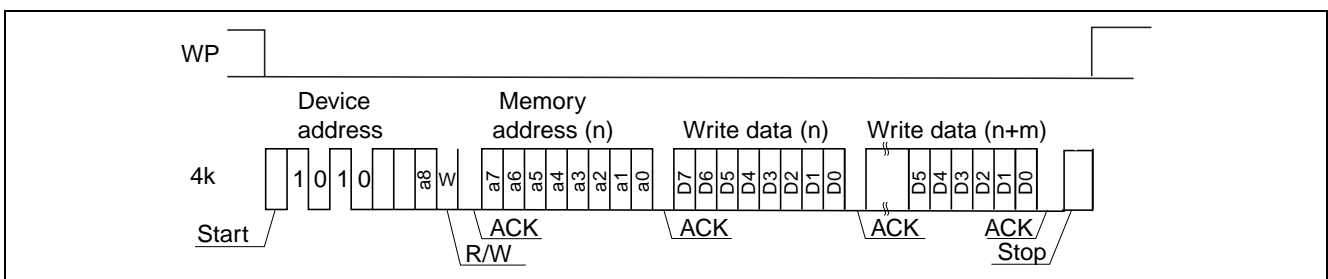 WP
Device address
Memory address (n)
Write data (n)
Write data (n+m)
4k
1 0 1 0 a8 W
a7 a6 a5 a4 a3 a2 a1 a0
D7 D6 D5 D4 D3 D2 D1 D0
D5 D4 D3 D2 D1 D0
Start
R/W
ACK
ACK
ACK
ACK
Stop